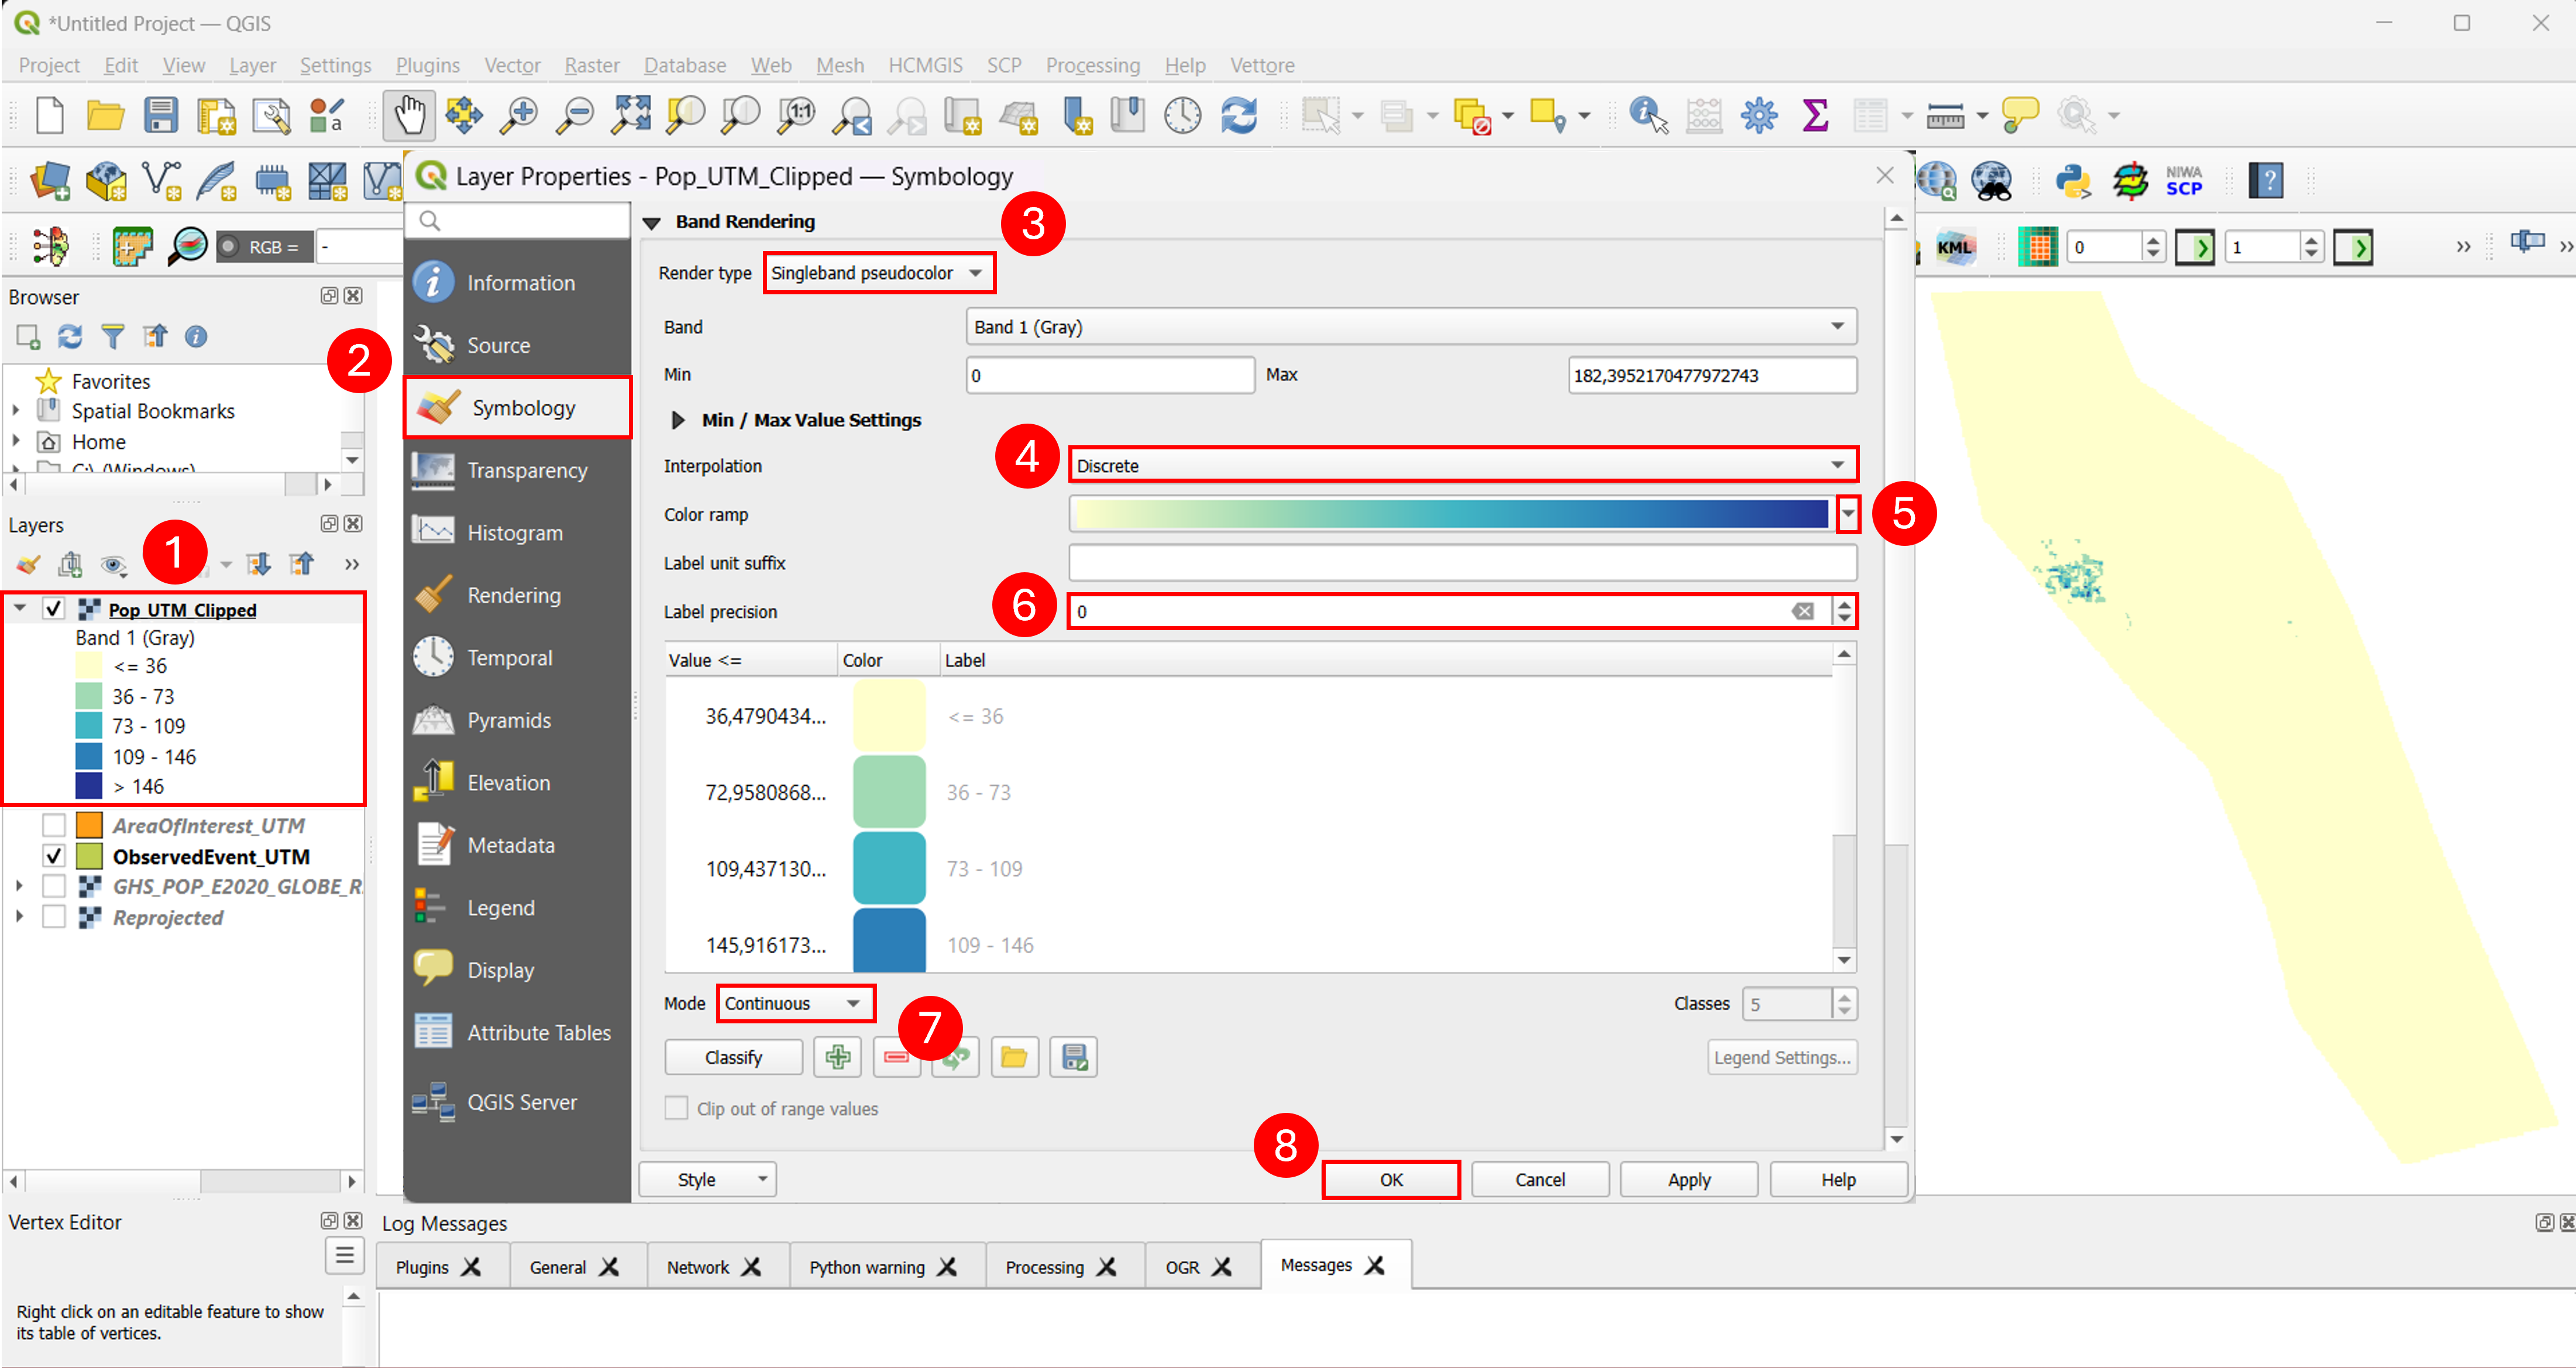 *Untitled Project — QGIS
Project Edit View Layer Settings Plugins Vector Raster Database Web Mesh HCMGIS SCP Processing Help Vettore
a
1:1
NIWA
SCP
?
RGB = -
KML
0
1
Browser
Favorites
Spatial Bookmarks
Home
C:\ (Windows)
Layers
1
Pop_UTM_Clipped
Band 1 (Gray)
<= 36
36 - 73
73 - 109
109 - 146
> 146
AreaOfInterest_UTM
ObservedEvent_UTM
GHS_POP_E2020_GLOBE_R
Reprojected
Layer Properties - Pop_UTM_Clipped — Symbology
2
Information
Source
Symbology
Transparency
Histogram
Rendering
Temporal
Pyramids
Elevation
Metadata
Legend
Display
Attribute Tables
QGIS Server
Band Rendering
3
Render type Singleband pseudocolor
Band Band 1 (Gray)
Min 0 Max 182,3952170477972743
Min / Max Value Settings
Interpolation 4 Discrete
Color ramp 5
Label unit suffix
Label precision 6 0
Value <= Color Label
36,4790434... <= 36
72,9580868... 36 - 73
109,437130... 73 - 109
145,916173... 109 - 146
Mode Continuous Classes 5
7
Classify Legend Settings...
Clip out of range values
8
Style OK Cancel Apply Help
Vertex Editor
Right click on an editable feature to show
its table of vertices.
Log Messages
Plugins General Network Python warning Processing OGR Messages